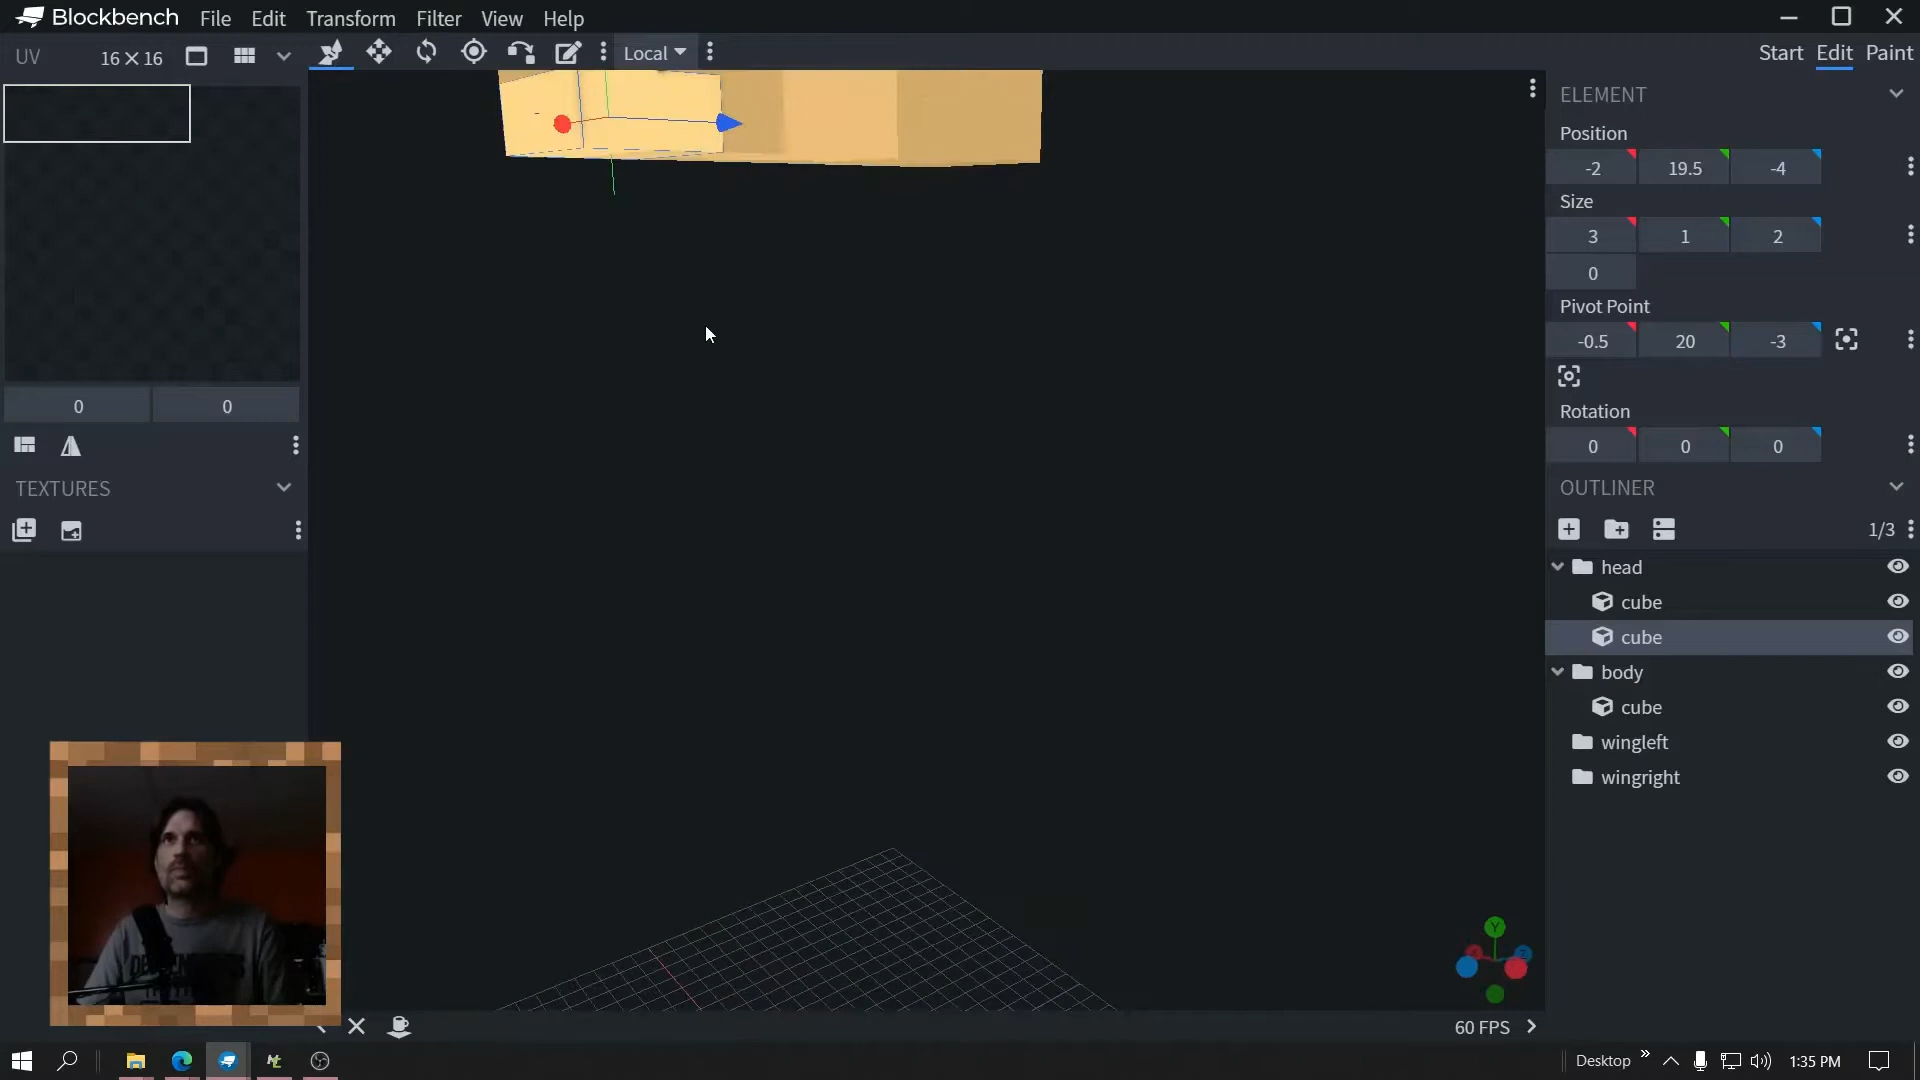 Blockbench File Edit Transform Filter View Help
UV 16 × 16 Local Start Edit Paint
ELEMENT
Position
-2 19.5 -4
Size
3 1 2
0
Pivot Point
-0.5 20 -3
Rotation
0 0 0
0 0
TEXTURES
OUTLINER
1/3
head
cube
cube
body
cube
wingleft
wingright
Y
60 FPS
Desktop 1:35 PM